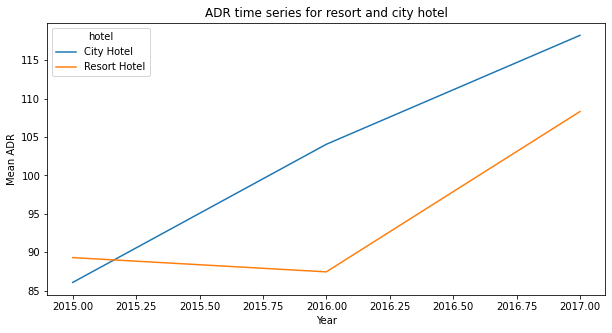 ADR time series for resort and city hotel
hotel
City Hotel
Resort Hotel
Mean ADR
115
110
105
100
95
90
85
2015.00 2015.25 2015.50 2015.75 2016.00 2016.25 2016.50 2016.75 2017.00
Year